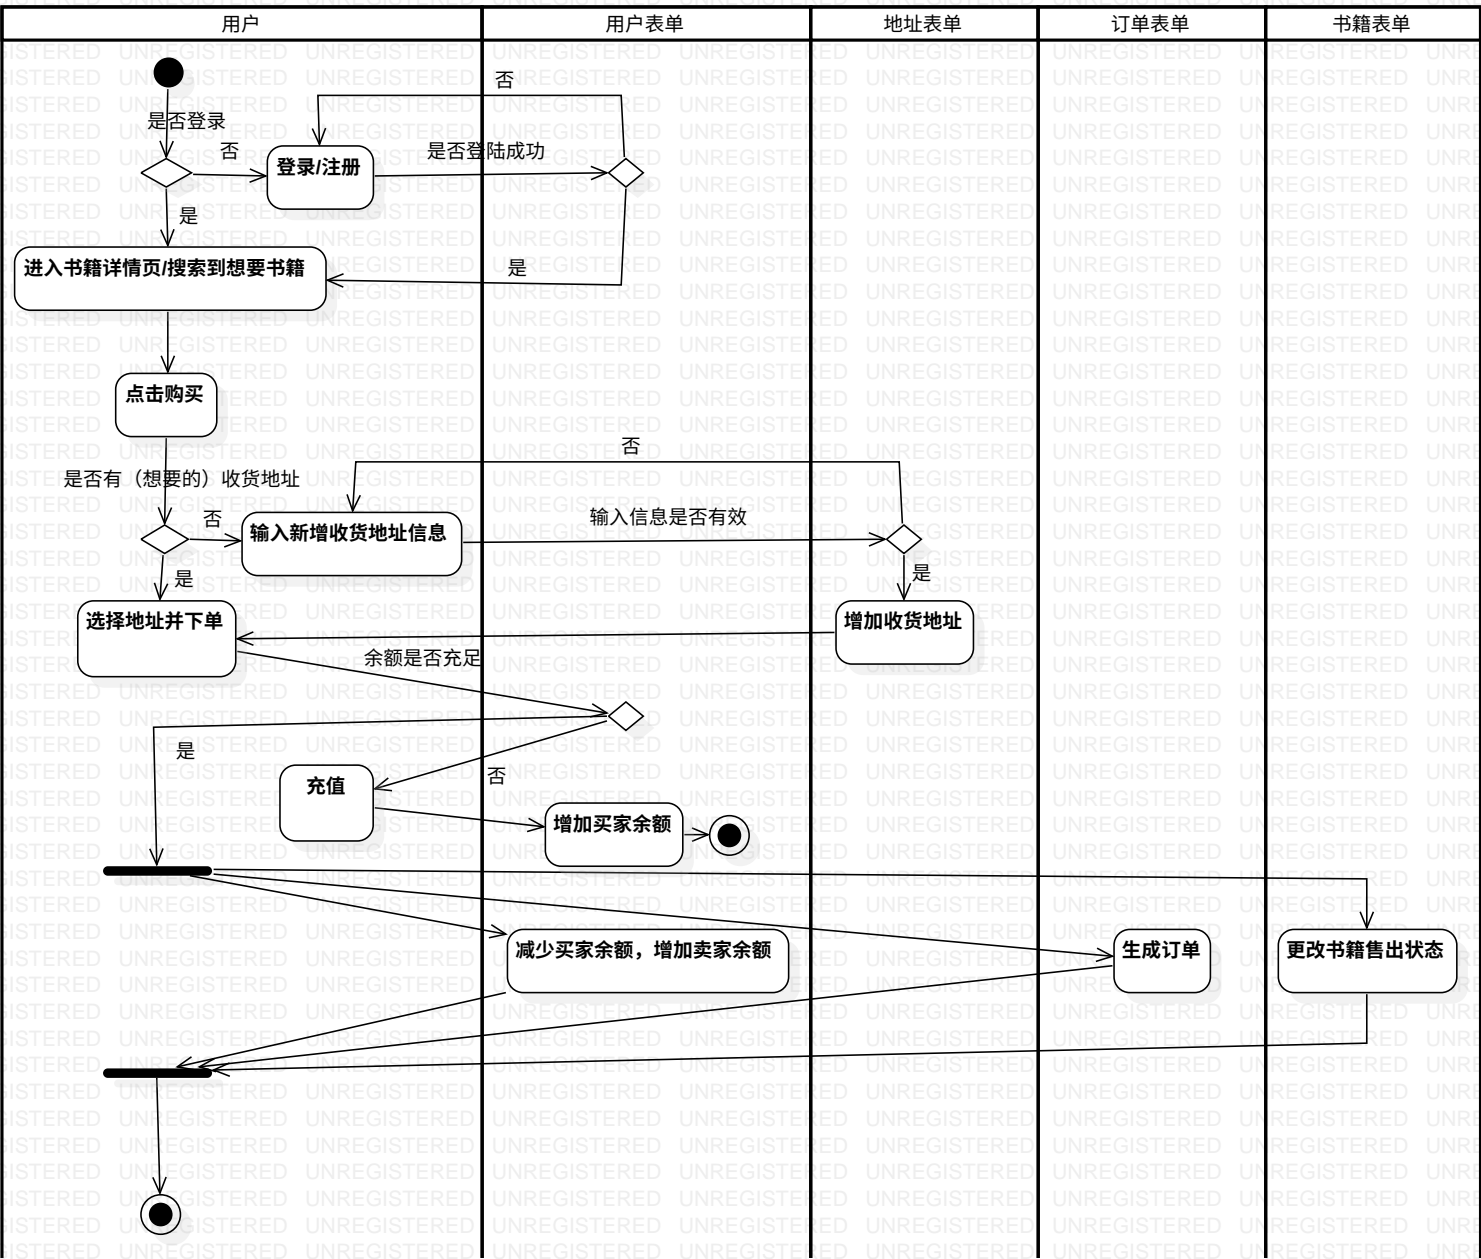 用户
用户表单
地址表单
订单表单
书籍表单
否
是否登录
否
是否登陆成功
登录/注册
是
进入书籍详情页/搜索到想要书籍
是
点击购买
否
是否有（想要的）收货地址
否
输入新增收货地址信息
输入信息是否有效
是
是
选择地址并下单
增加收货地址
余额是否充足
是
否
充值
增加买家余额
减少买家余额，增加卖家余额
生成订单
更改书籍售出状态
UNREGISTERED